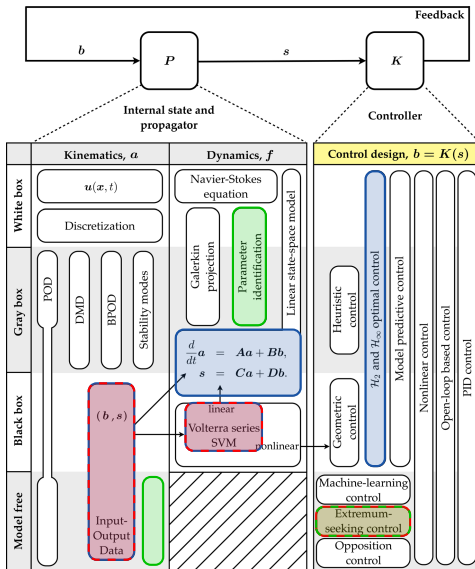 Feedback
b
P
s
K
Internal state and
propagator
Controller
Kinematics, a
Dynamics, f
Control design, b = K(s)
White box
Gray box
Black box
Model free
u(x, t)
Discretization
POD
DMD
BPOD
Stability modes
(b, s)
Input-
Output
Data
Navier-Stokes
equation
Galerkin
projection
Parameter
identification
Linear state-space model
d/dt a = Aa + Bb,
s = Ca + Db.
linear
Volterra series
SVM
nonlinear
Heuristic
control
Geometric
control
H2 and H∞ optimal control
Model predictive control
Nonlinear control
Open-loop based control
PID control
Machine-learning
control
Extremum-
seeking control
Opposition
control